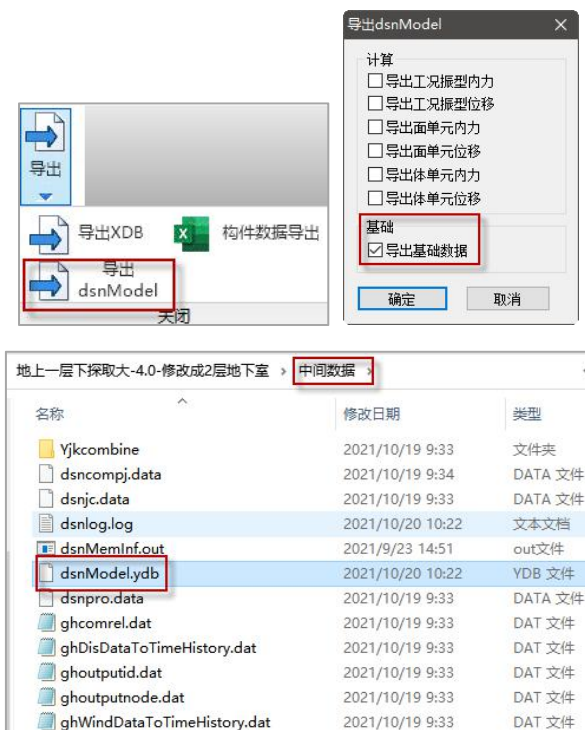 导出dsnModel
计算
导出工况振型内力
导出工况振型位移
导出面单元内力
导出面单元位移
导出体单元内力
导出体单元位移
基础
导出基础数据
确定 取消
导出
导出XDB 构件数据导出
导出
dsnModel
关闭
地上一层下探取大-4.0-修改成2层地下室 > 中间数据 >
名称 修改日期 类型
Yjkcombine 2021/10/19 9:33 文件夹
dsncompj.data 2021/10/19 9:34 DATA 文件
dsnjc.data 2021/10/19 9:33 DATA 文件
dsnlog.log 2021/10/20 10:22 文本文档
dsnMemInf.out 2021/9/23 14:51 out文件
dsnModel.ydb 2021/10/20 10:22 YDB 文件
dsnpro.data 2021/10/19 9:33 DATA 文件
ghcomrel.dat 2021/10/19 9:33 DAT 文件
ghDisDataToTimeHistory.dat 2021/10/19 9:33 DAT 文件
ghoutputid.dat 2021/10/19 9:33 DAT 文件
ghoutputnode.dat 2021/10/19 9:33 DAT 文件
ghWindDataToTimeHistory.dat 2021/10/19 9:33 DAT 文件